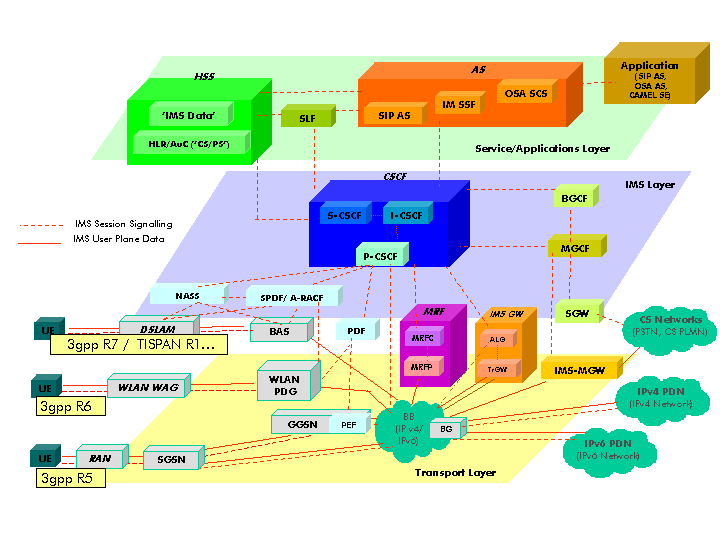 HSS
'IMS Data'
HLR/AuC ('CS/PS')
SLF
AS
SIP AS
IM SSF
OSA SCS
Application
(SIP AS,
OSA AS,
CAMEL SE)
Service/Applications Layer
CSCF
S-CSCF
I-CSCF
P-CSCF
IMS Layer
BGCF
MGCF
SGW
IMS Session Signalling
IMS User Plane Data
NASS
SPDF/ A-RACF
UE
DSLAM
BAS
PDF
3gpp R7 / TISPAN R1...
MRF
MRFC
MRFP
IMS GW
ALG
TrGW
IMS-MGW
CS Networks
(PSTN, CS PLMN)
UE
WLAN WAG
WLAN
PDG
3gpp R6
GGSN
PEF
BB
(IP v4/
IPv6)
BG
IPv4 PDN
(IPv4 Network)
IPv6 PDN
(IPv6 Network)
UE
RAN
SGSN
3gpp R5
Transport Layer